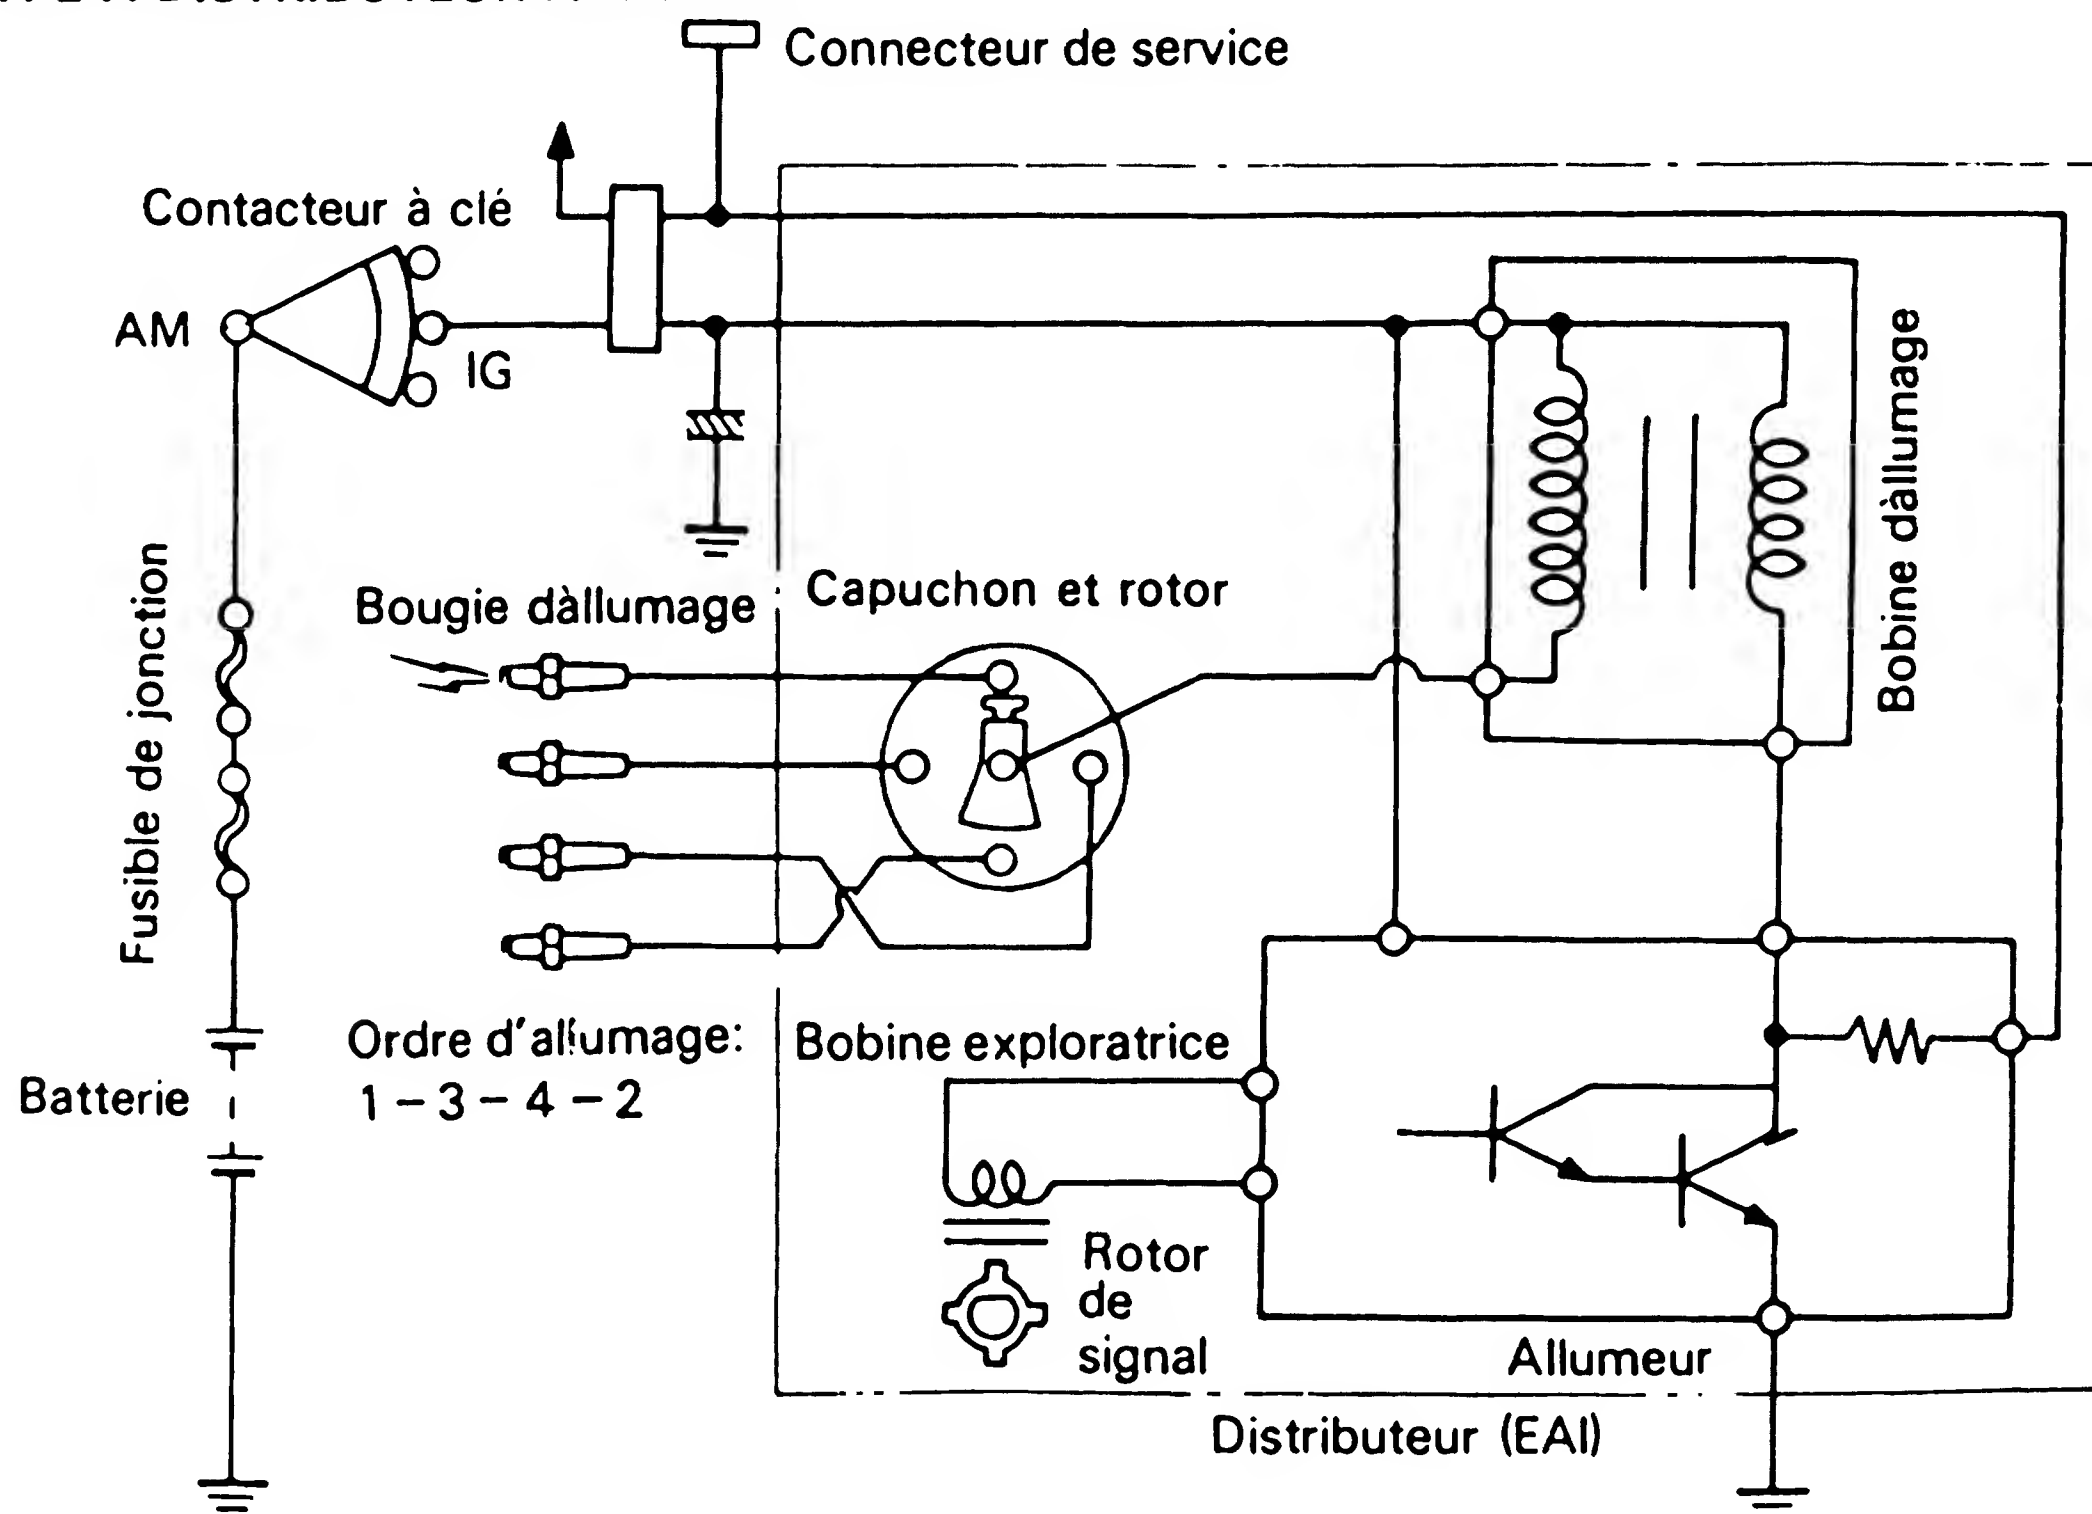 Connecteur de service
Contacteur à clé
AM
IG
Bobine dàllumage
Fusible de jonction
Bougie dàllumage
Capuchon et rotor
Ordre d'allumage:
1 – 3 – 4 – 2
Bobine exploratrice
Batterie
Rotor
de
signal
Allumeur
Distributeur (EAI)